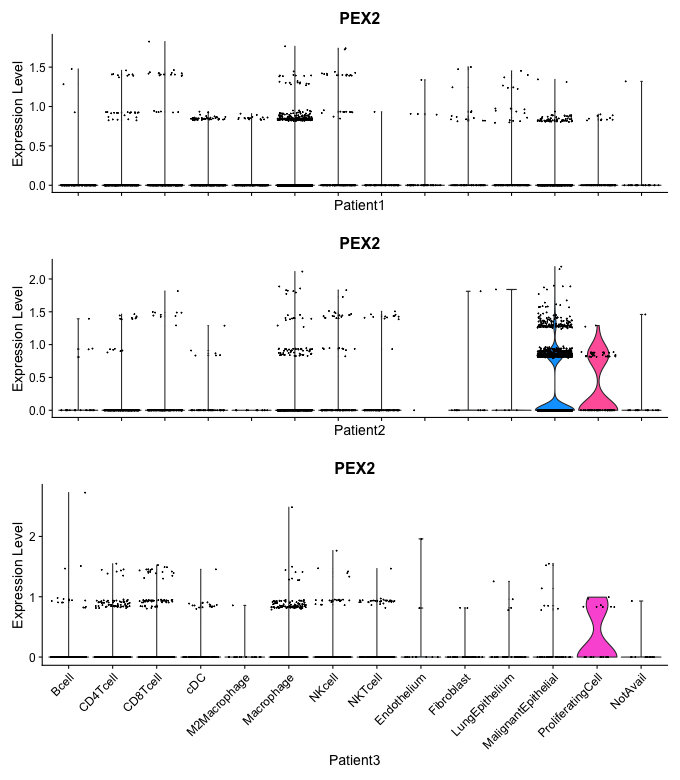 PEX2
Expression Level
1.5
1.0
0.5
0.0
Patient1
PEX2
Expression Level
2.0
1.5
1.0
0.5
0.0
Patient2
PEX2
Expression Level
2
1
0
Bcell
CD4Tcell
CD8Tcell
cDC
M2Macrophage
Macrophage
NKcell
NKTcell
Endothelium
Fibroblast
LungEpithelium
MalignantEpithelial
ProliferatingCell
NotAvail
Patient3